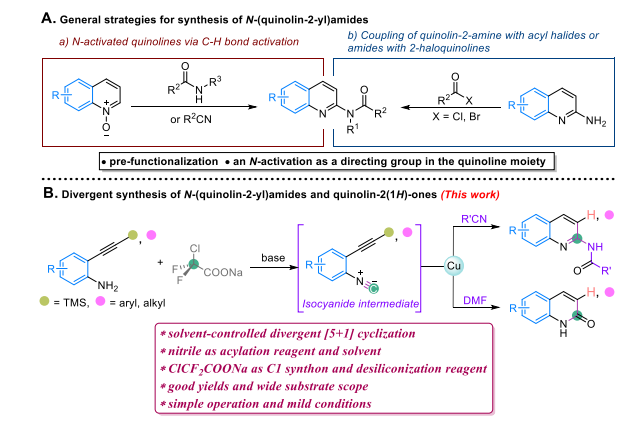 A. General strategies for synthesis of N-(quinolin-2-yl)amides
a) N-activated quinolines via C-H bond activation
b) Coupling of quinolin-2-amine with acyl halides or
amides with 2-haloquinolines
R
N
+
O
−
O
R² N R³
H
or R²CN
R
N N
R¹
O
R²
O
R² X
X = Cl, Br
R
N NH₂
• pre-functionalization • an N-activation as a directing group in the quinoline moiety
B. Divergent synthesis of N-(quinolin-2-yl)amides and quinolin-2(1H)-ones (This work)
R
,
NH₂
= TMS, = aryl, alkyl
+
Cl
F
F
C
COONa
base
R
,
N
+
C
−
Isocyanide intermediate
Cu
R'CN
DMF
R
H,
N
C
NH
O
R'
R
H,
N
H
C
O
* solvent-controlled divergent [5+1] cyclization
* nitrile as acylation reagent and solvent
* ClCF₂COONa as C1 synthon and desiliconization reagent
* good yields and wide substrate scope
* simple operation and mild conditions